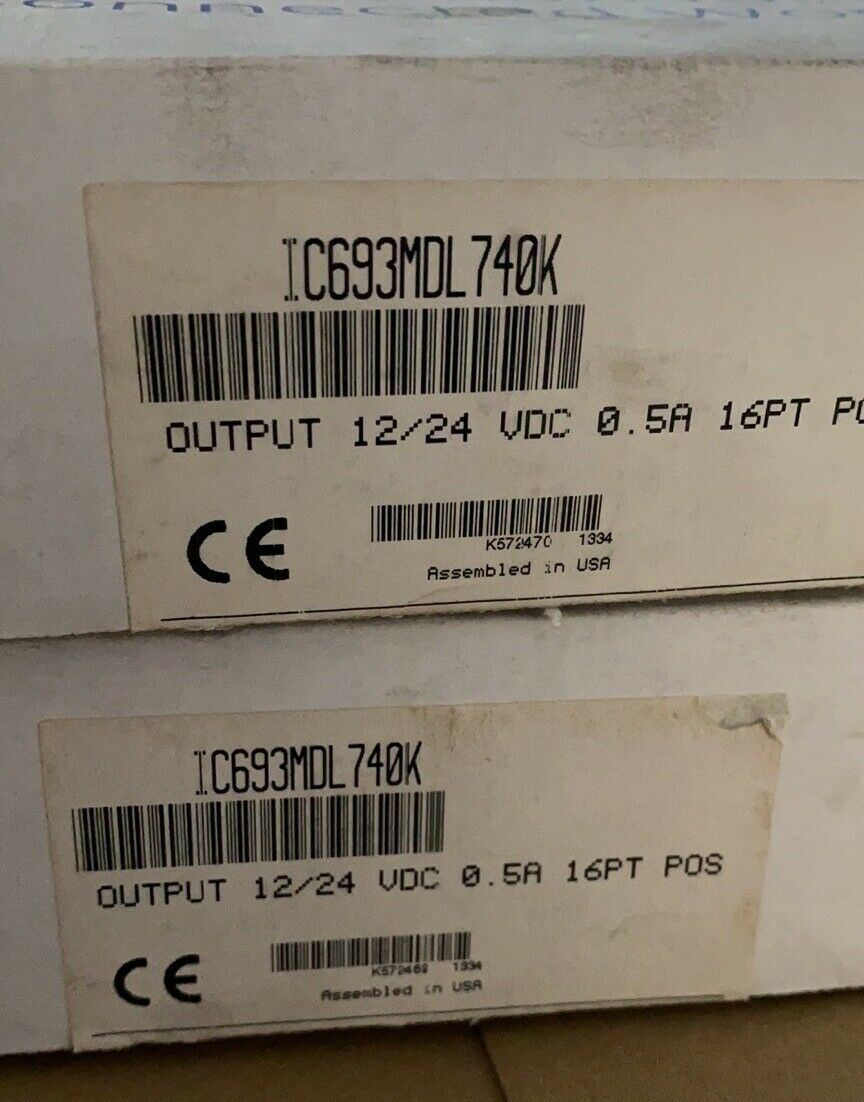 IC693MDL740K
OUTPUT 12/24 VDC 0.5A 16PT PO
CE
K572470 1334
Assembled in USA
IC693MDL740K
OUTPUT 12/24 VDC 0.5A 16PT POS
CE
K572469 1334
Assembled in USA